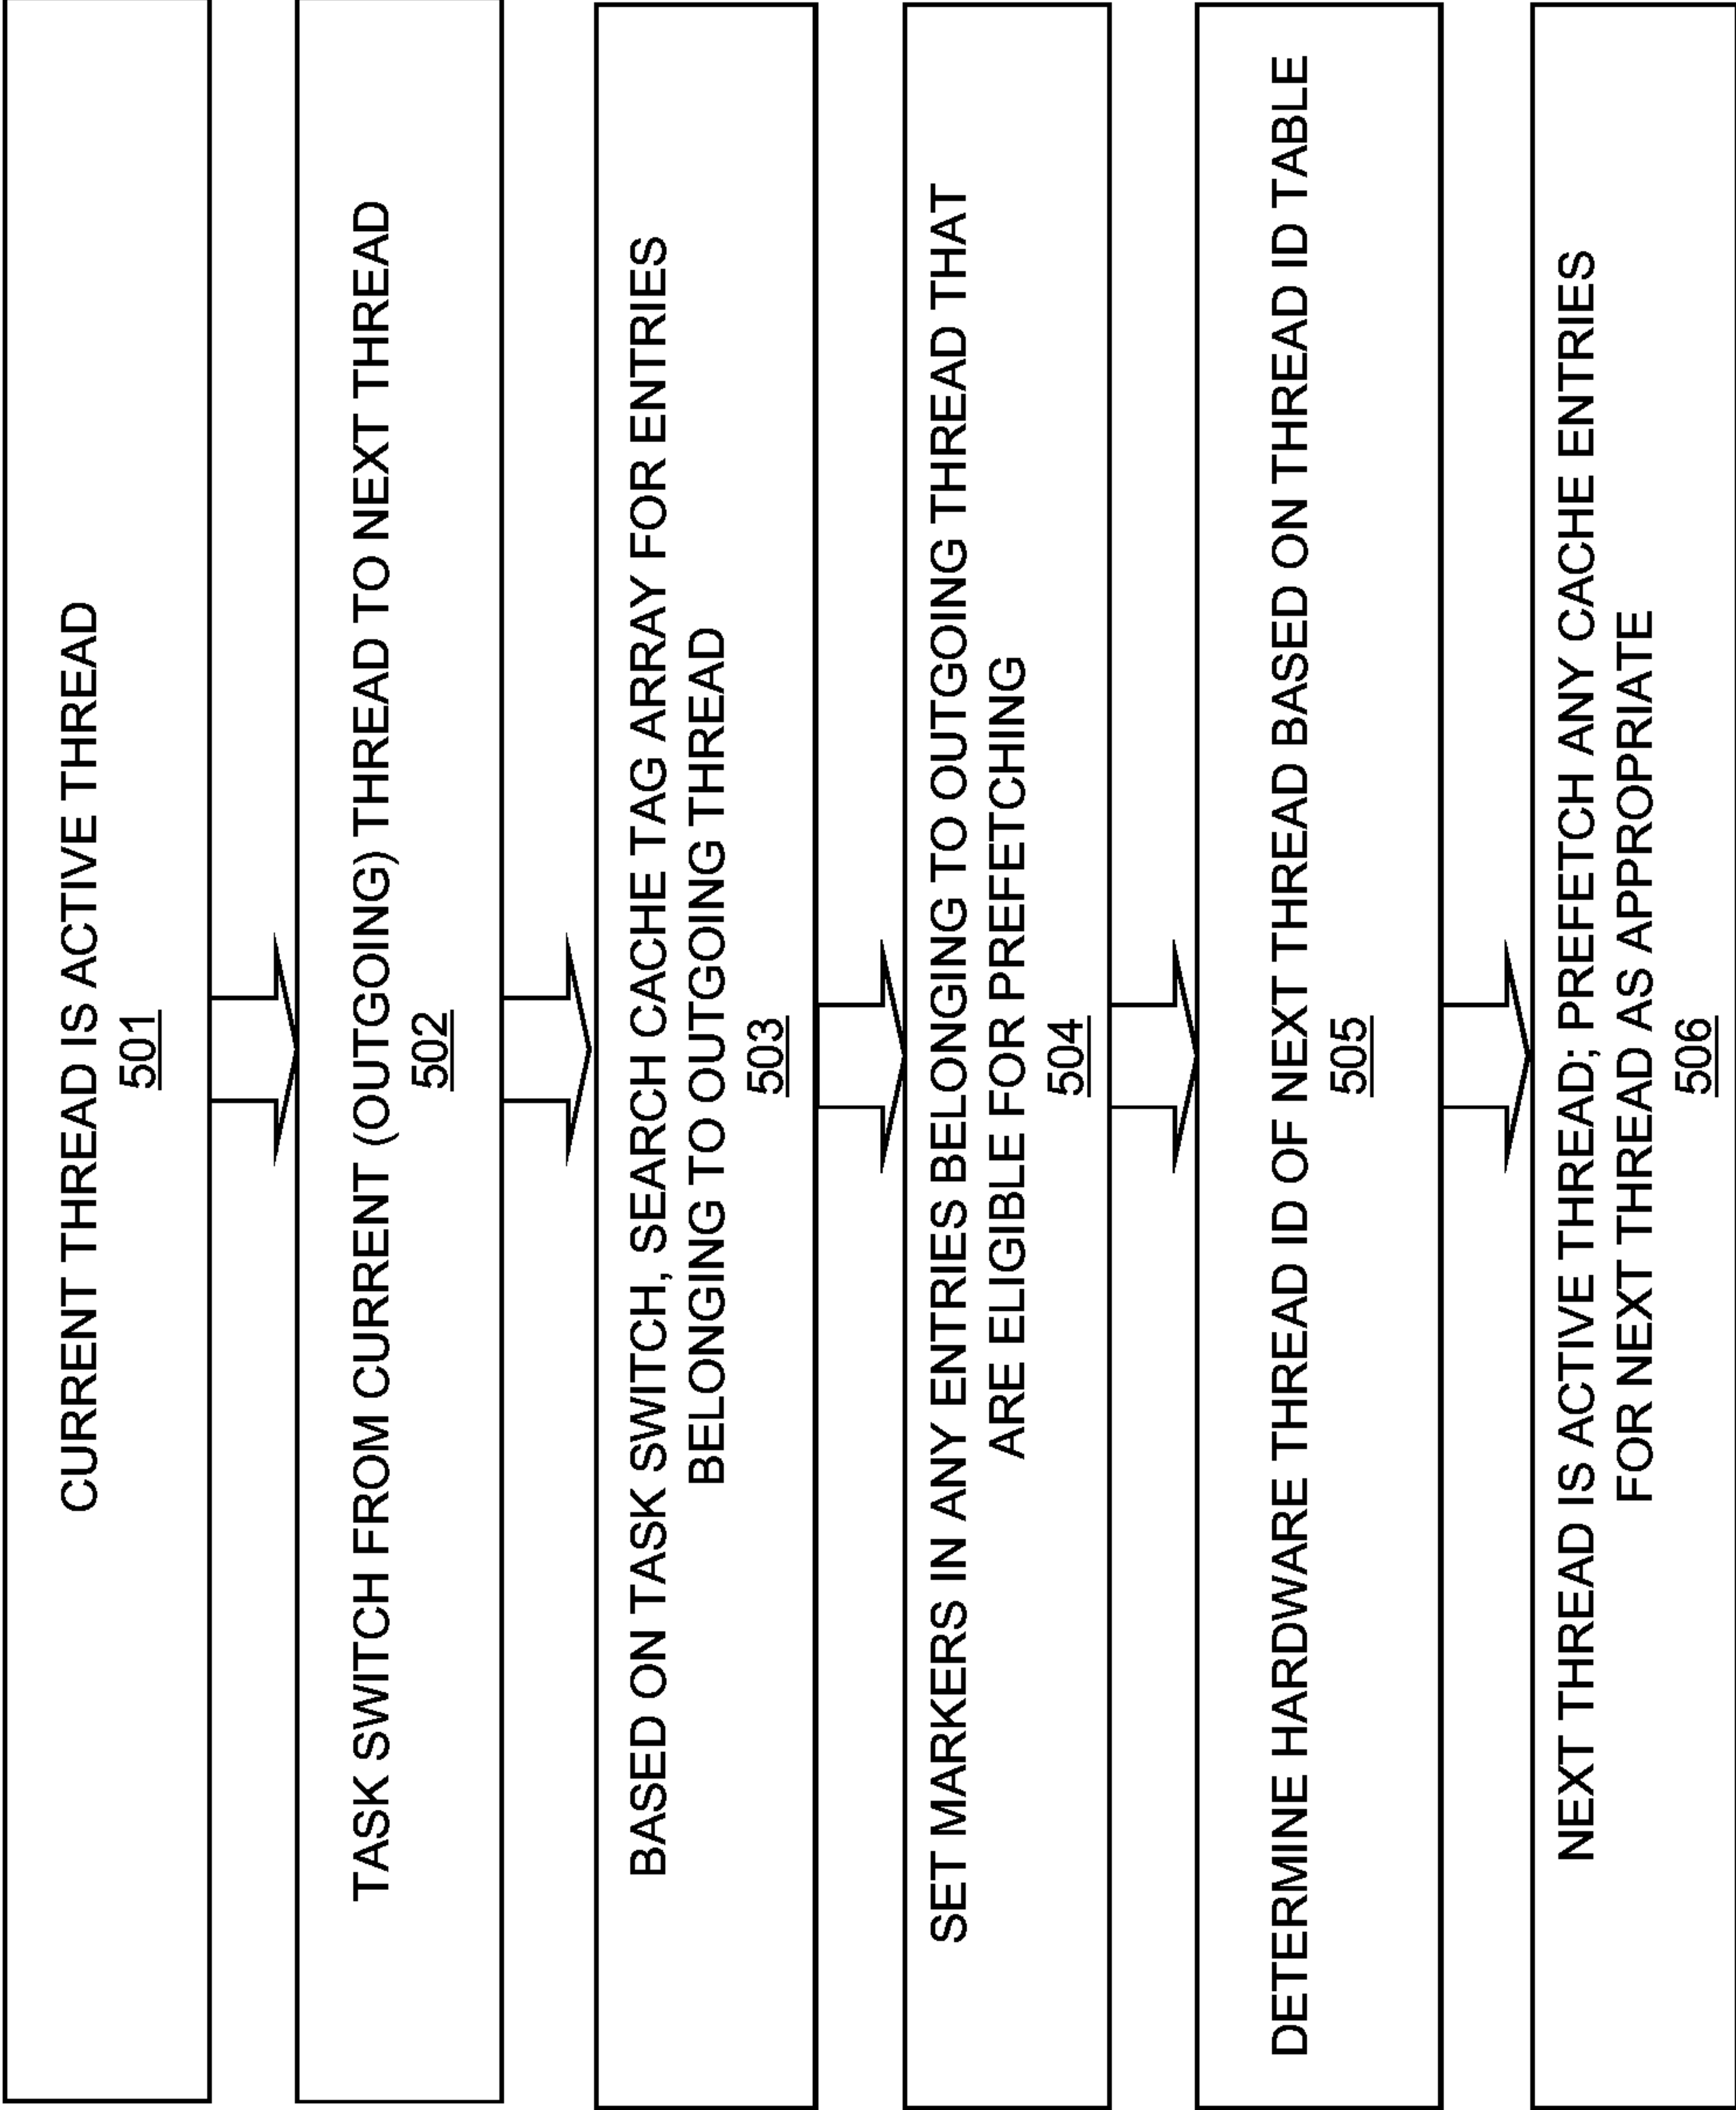 CURRENT THREAD IS ACTIVE THREAD
501
TASK SWITCH FROM CURRENT (OUTGOING) THREAD TO NEXT THREAD
502
BASED ON TASK SWITCH, SEARCH CACHE TAG ARRAY FOR ENTRIES
BELONGING TO OUTGOING THREAD
503
SET MARKERS IN ANY ENTRIES BELONGING TO OUTGOING THREAD THAT
ARE ELIGIBLE FOR PREFETCHING
504
DETERMINE HARDWARE THREAD ID OF NEXT THREAD BASED ON THREAD ID TABLE
505
NEXT THREAD IS ACTIVE THREAD; PREFETCH ANY CACHE ENTRIES
FOR NEXT THREAD AS APPROPRIATE
506